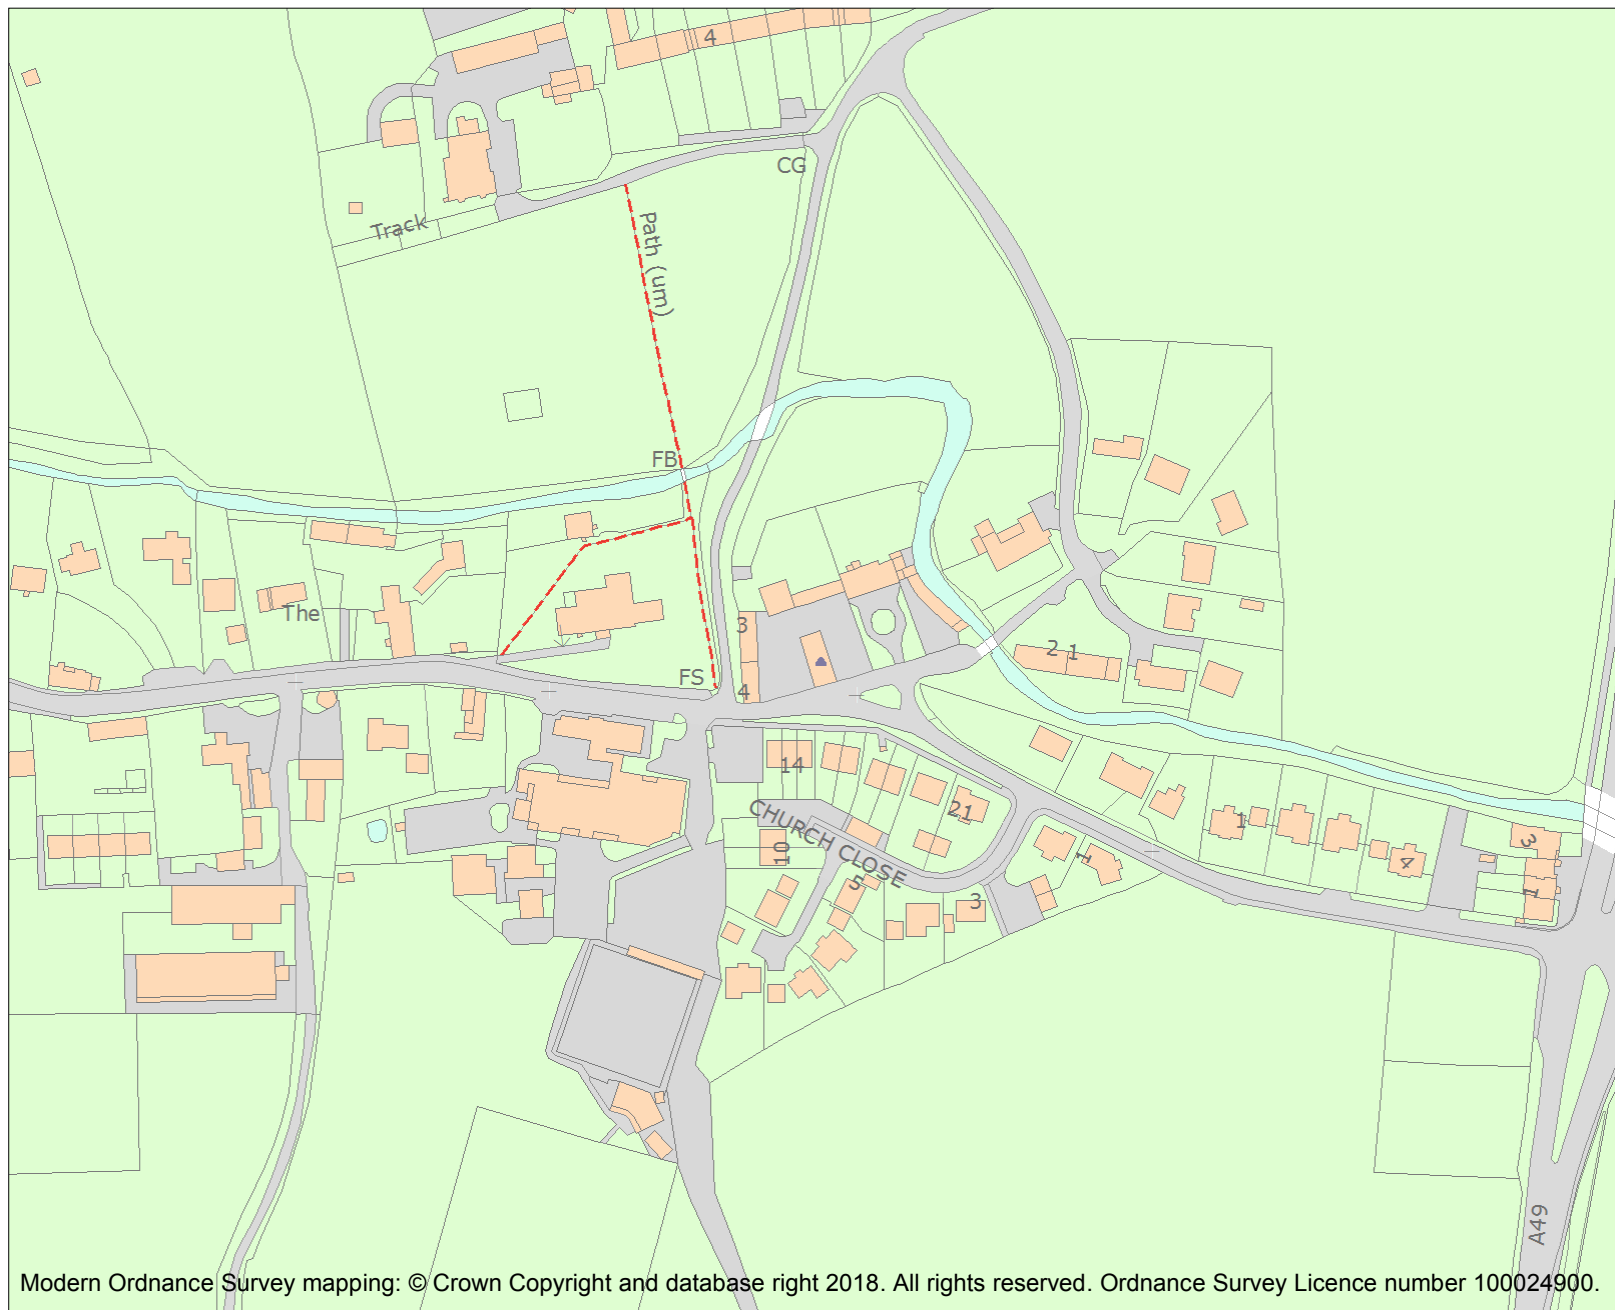 4
CG
Track
Path (um)
FB
The
3
2 1
FS
4
14
CHURCH CLOSE
21
1
10
5
1
3
4
3
1
A49
Modern Ordnance Survey mapping: © Crown Copyright and database right 2018. All rights reserved. Ordnance Survey Licence number 100024900.